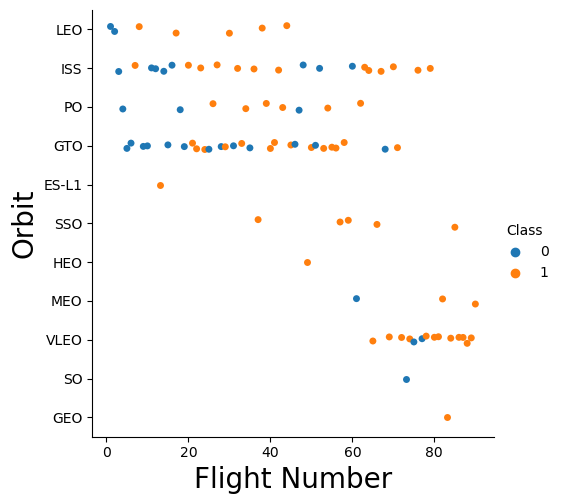 LEO
ISS
PO
GTO
ES-L1
SSO
HEO
MEO
VLEO
SO
GEO
Orbit
0
20
40
60
80
Flight Number
Class
0
1